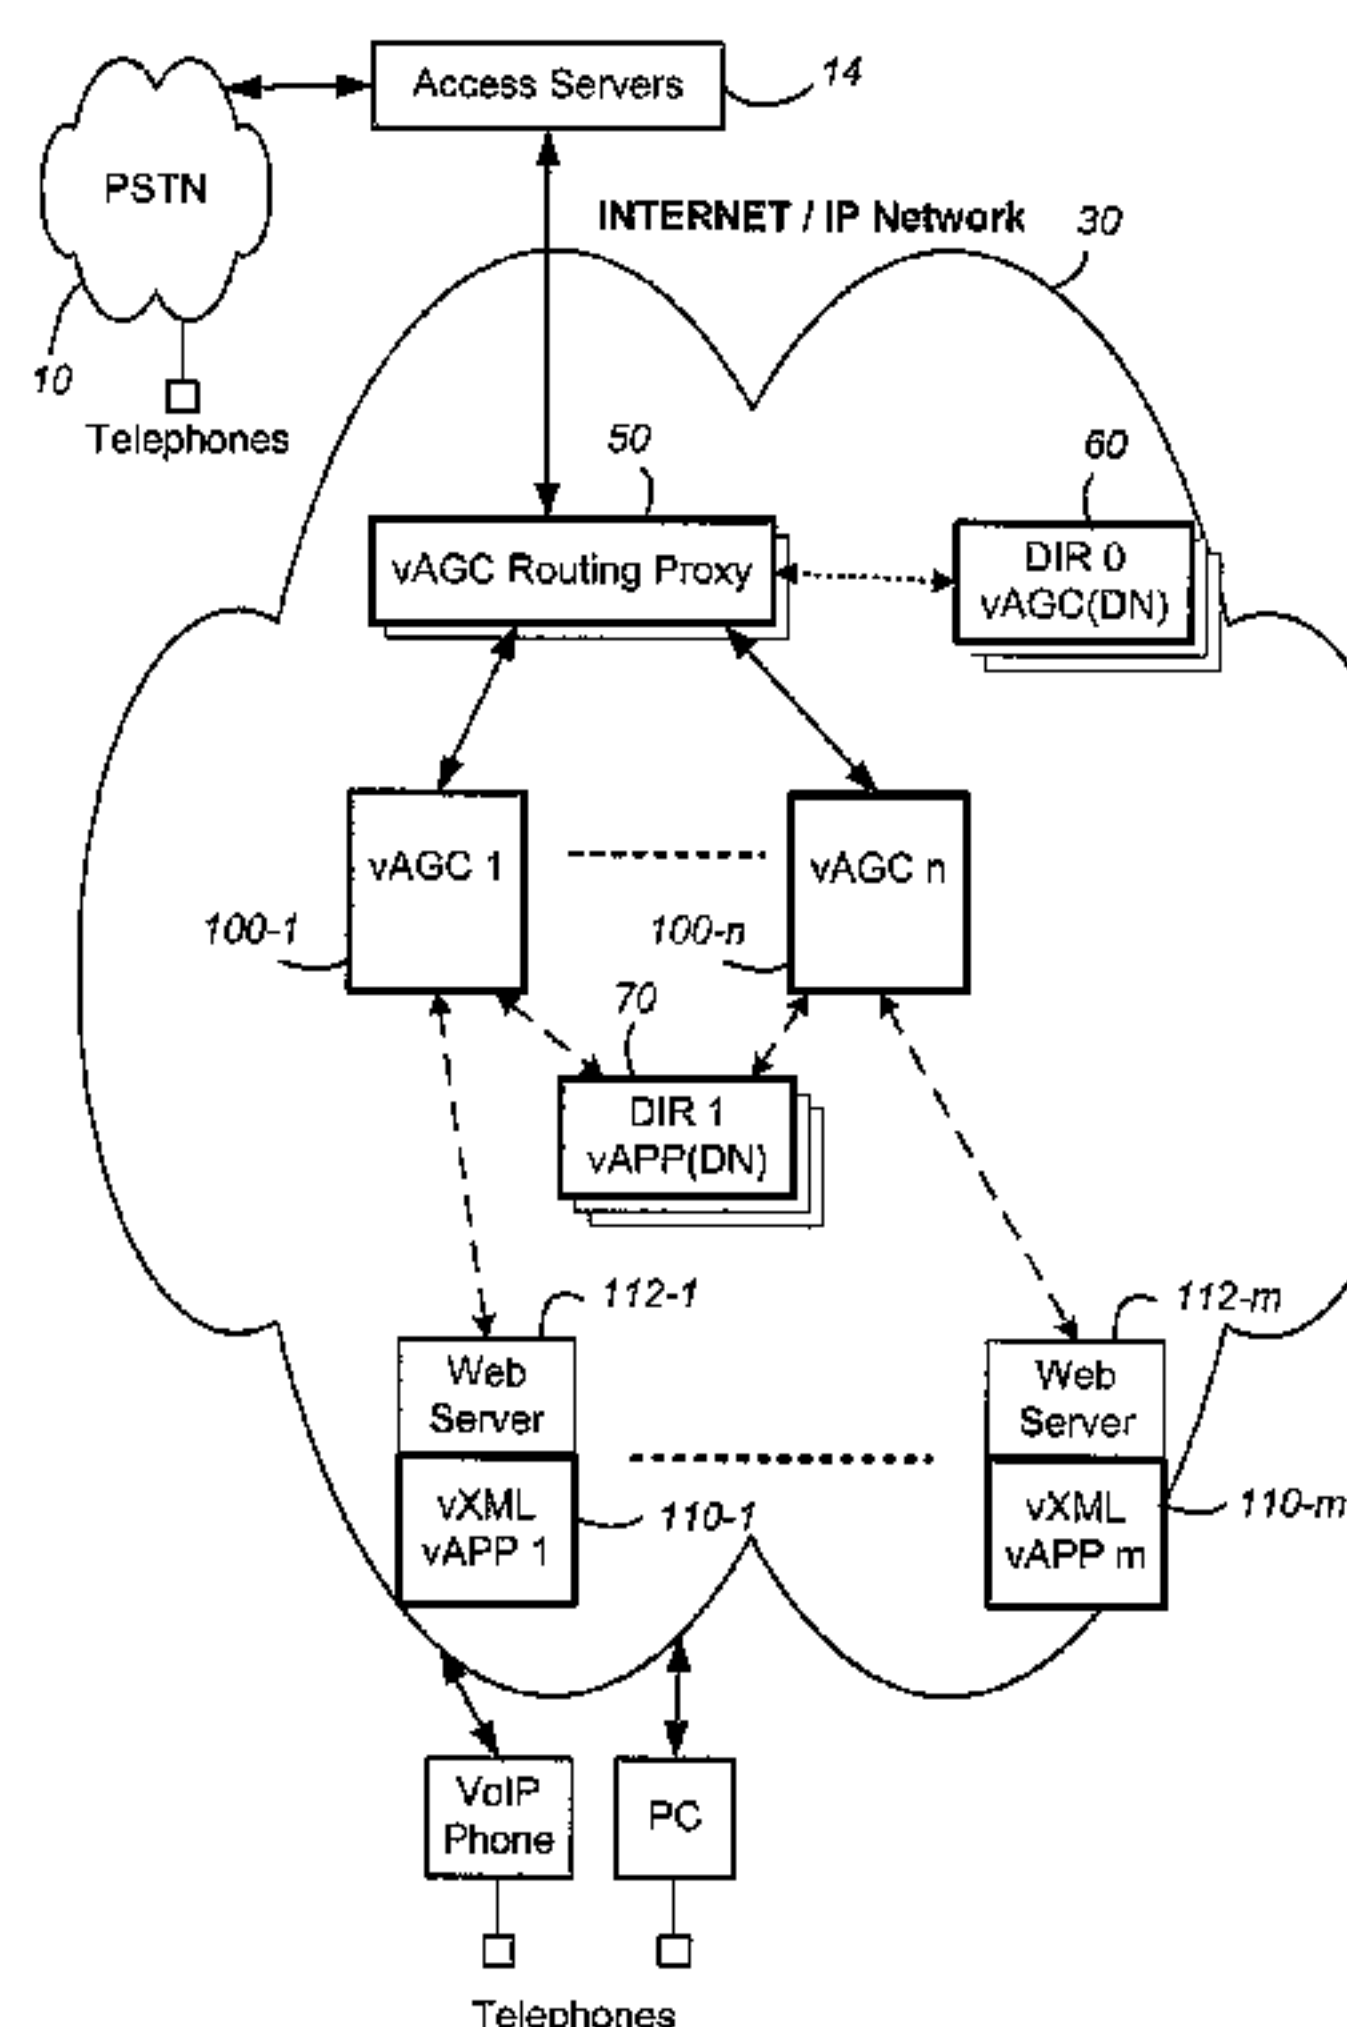 Access Servers
14
PSTN
INTERNET / IP Network
30
10
Telephones
50
60
vAGC Routing Proxy
DIR 0
vAGC(DN)
vAGC 1
vAGC n
100-1
100-n
70
DIR 1
vAPP(DN)
112-1
112-m
Web
Server
Web
Server
vXML
vAPP 1
110-1
vXML
vAPP m
110-m
VoIP
Phone
PC
Telephones